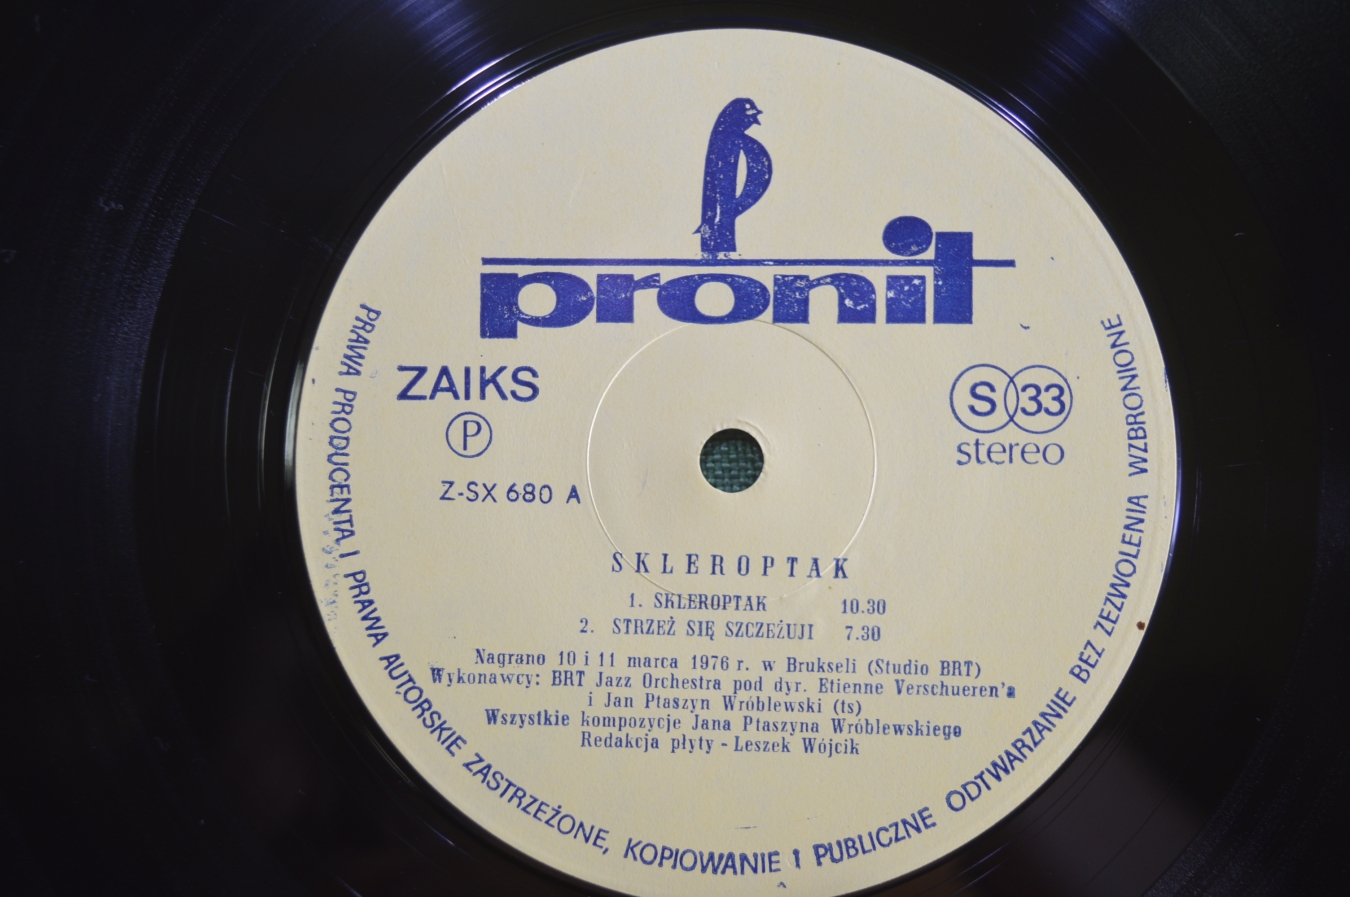 pronit
ZAIKS
P
S 33
stereo
Z-SX 680 A
SKLEROPTAK
1. SKLEROPTAK 10.30
2. STRZEŻ SIĘ SZCZEŻUJI 7.30
Nagrano 10 i 11 marca 1976 r. w Brukseli (Studio BRT)
Wykonawcy: BRT Jazz Orchestra pod dyr. Etienne Verschueren'a
i Jan Ptaszyn Wróblewski (ts)
Wszystkie kompozycje Jana Ptaszyna Wróblewskiego
Redakcja płyty - Leszek Wójcik
PRAWA PRODUCENTA I PRAWA AUTORSKIE ZASTRZEŻONE, KOPIOWANIE I PUBLICZNE ODTWARZANIE BEZ ZEZWOLENIA WZBRONIONE